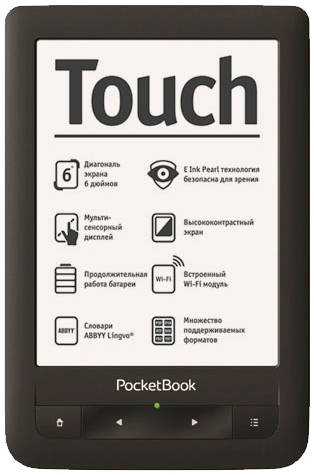 Touch
6"
Диагональ
экрана
6 дюймов
E Ink Pearl технология
безопасна для зрения
Мульти-
сенсорный
дисплей
Высококонтрастный
экран
Продолжительная
работа батареи
Wi-Fi
Встроенный
Wi-Fi модуль
ABBYY
Словари
ABBYY Lingvo®
Множество
поддерживаемых
форматов
PocketBook